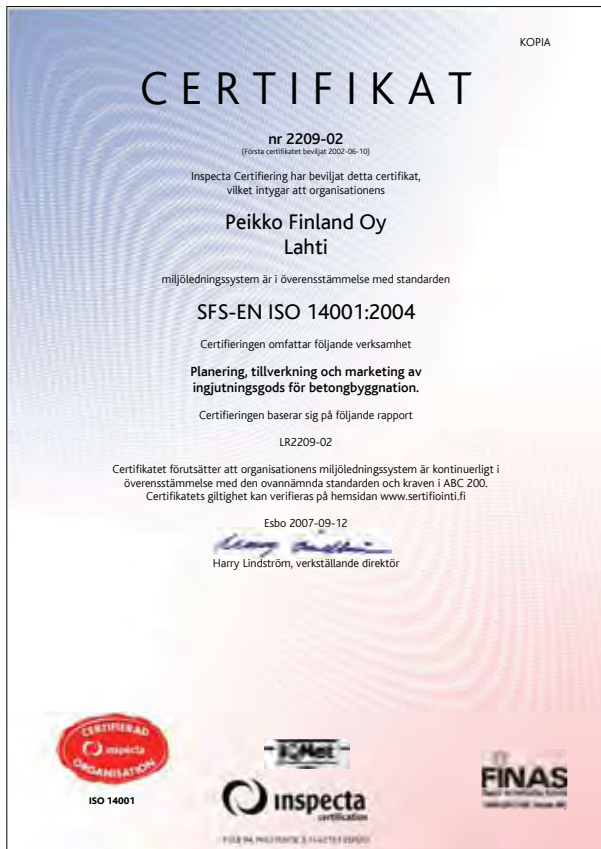 KOPIA
CERTIFIKAT
nr 2209-02
(Första certifikatet beviljat 2002-06-10)
Inspecta Certifiering har beviljat detta certifikat,
vilket intygar att organisationens
Peikko Finland Oy
Lahti
miljöledningssystem är i överensstämmelse med standarden
SFS-EN ISO 14001:2004
Certifieringen omfattar följande verksamhet
Planering, tillverkning och marketing av
ingjutningsgods för betongbyggnation.
Certifieringen baserar sig på följande rapport
LR2209-02
Certifikatet förutsätter att organisationens miljöledningssystem är kontinuerligt i
överensstämmelse med den ovannämnda standarden och kraven i ABC 200.
Certifikatets giltighet kan verifieras på hemsidan www.sertifiointi.fi
Esbo 2007-09-12
Harry Lindström, verkställande direktör
CERTIFIERAD
inspecta
ORGANISATION
ISO 14001
IQNet
inspecta
certification
FINAS